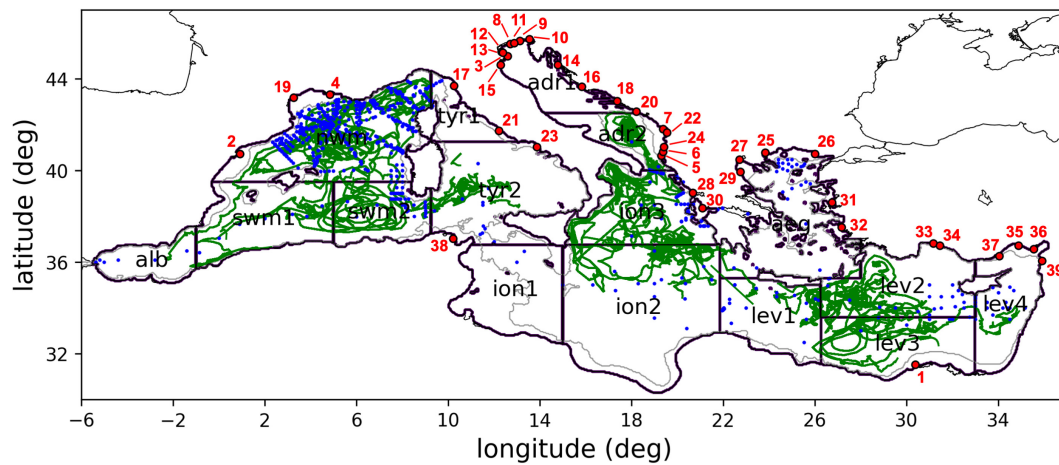 8 11 9
12 10
13
3
15
14
adr1
16
18
20
17
tyr1
19 4
44
nwm
21
23
adr2
7 22
24
6
5
25 26
27
29
2
40
28
30
31
32
swm1 swm2
tyr2
ion3
aeg
38
33 34 35 36
37
39
36
alb
ion1
ion2
lev1
lev2
lev4
lev3
32
1
-6 -2 2 6 10 14 18 22 26 30 34
latitude (deg)
longitude (deg)